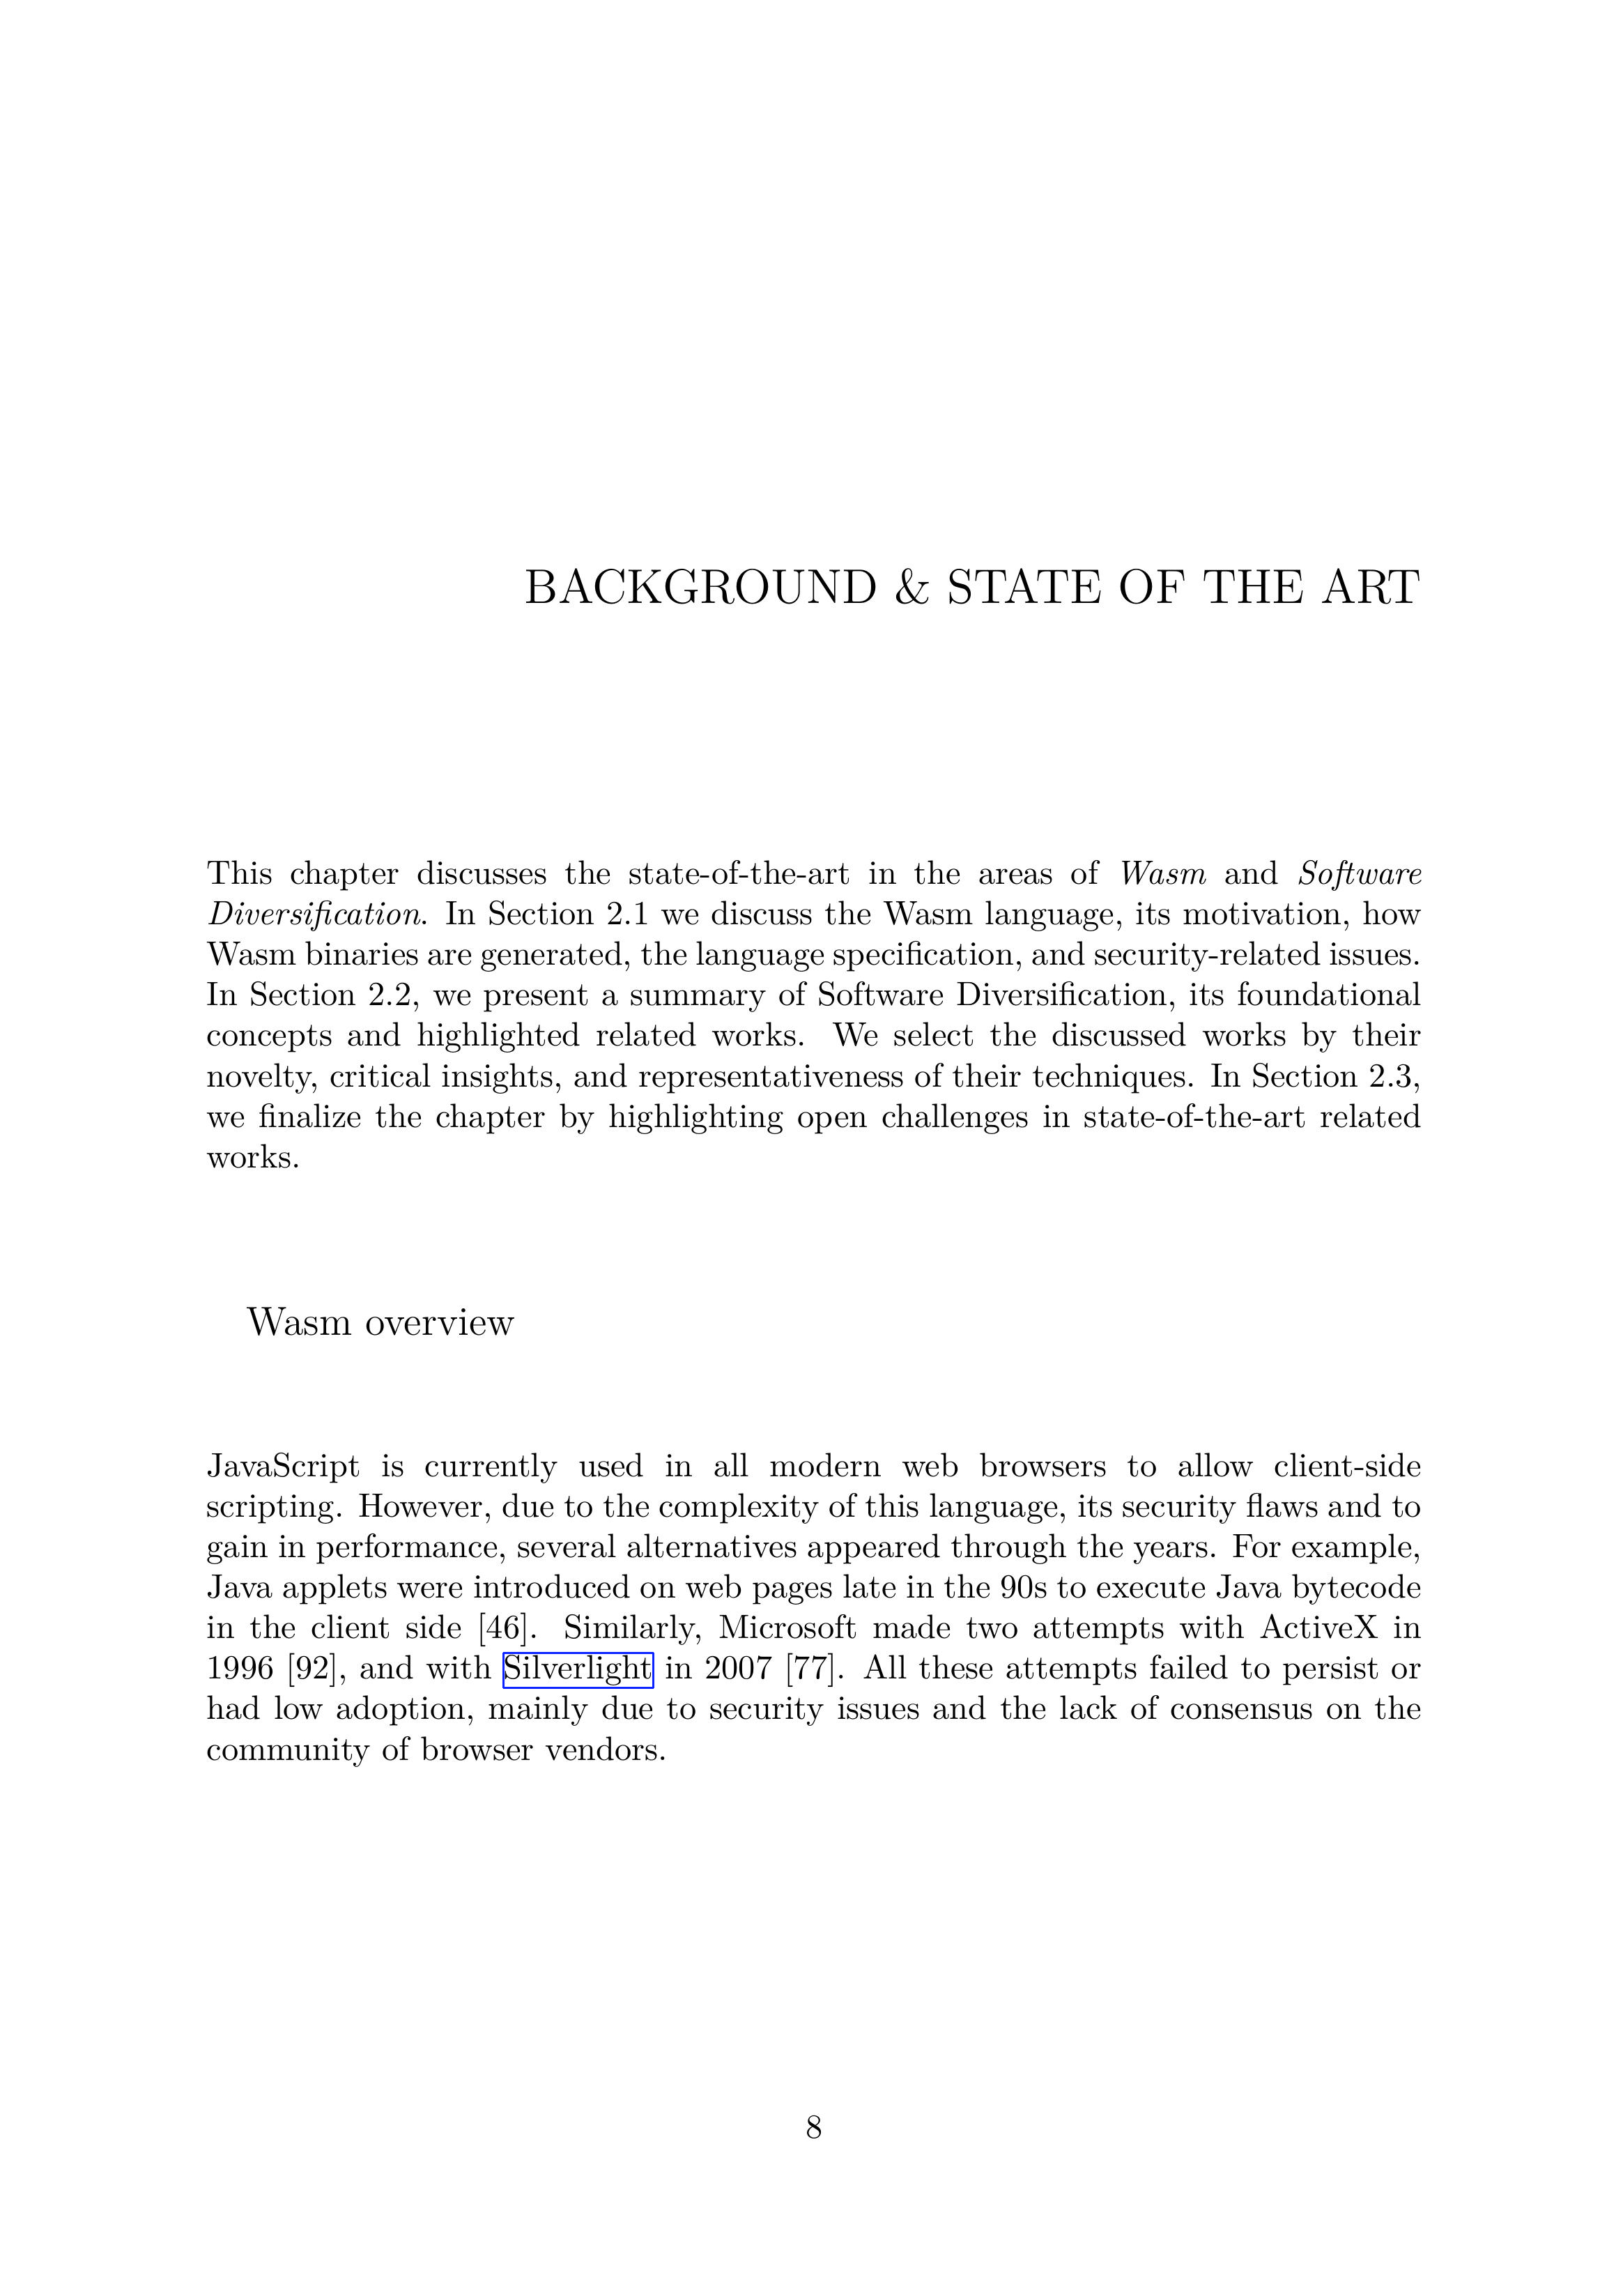 BACKGROUND & STATE OF THE ART
This chapter discusses the state-of-the-art in the areas of Wasm and Software
Diversification. In Section 2.1 we discuss the Wasm language, its motivation, how
Wasm binaries are generated, the language specification, and security-related issues.
In Section 2.2, we present a summary of Software Diversification, its foundational
concepts and highlighted related works. We select the discussed works by their
novelty, critical insights, and representativeness of their techniques. In Section 2.3,
we finalize the chapter by highlighting open challenges in state-of-the-art related
works.
Wasm overview
JavaScript is currently used in all modern web browsers to allow client-side
scripting. However, due to the complexity of this language, its security flaws and to
gain in performance, several alternatives appeared through the years. For example,
Java applets were introduced on web pages late in the 90s to execute Java bytecode
in the client side [46]. Similarly, Microsoft made two attempts with ActiveX in
1996 [92], and with Silverlight in 2007 [77]. All these attempts failed to persist or
had low adoption, mainly due to security issues and the lack of consensus on the
community of browser vendors.
8